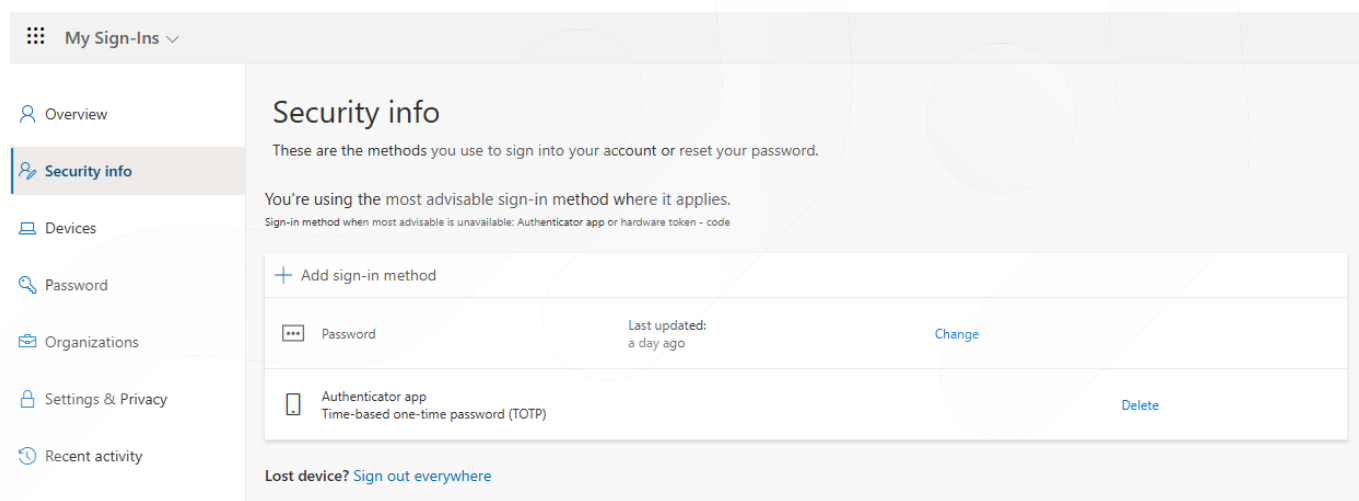 My Sign-Ins
Overview
Security info
Devices
Password
Organizations
Settings & Privacy
Recent activity
Security info
These are the methods you use to sign into your account or reset your password.
You're using the most advisable sign-in method where it applies.
Sign-in method when most advisable is unavailable: Authenticator app or hardware token - code
Add sign-in method
Password
Last updated:
a day ago
Change
Authenticator app
Time-based one-time password (TOTP)
Delete
Lost device? Sign out everywhere